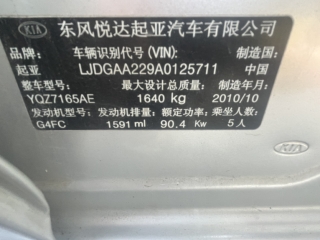 KIA 东风悦达起亚汽车有限公司
车辆识别代号(VIN): 制造国:
起亚 LJDGAA229A0125711 中国
整车型号: 最大设计总质量: 制造年月:
YQZ7165AE 1640 kg 2010/10
发动机型号: 发动机排量: 额定功率: 乘坐人数:
G4FC 1591 ml 90.4 Kw 5人
KIA